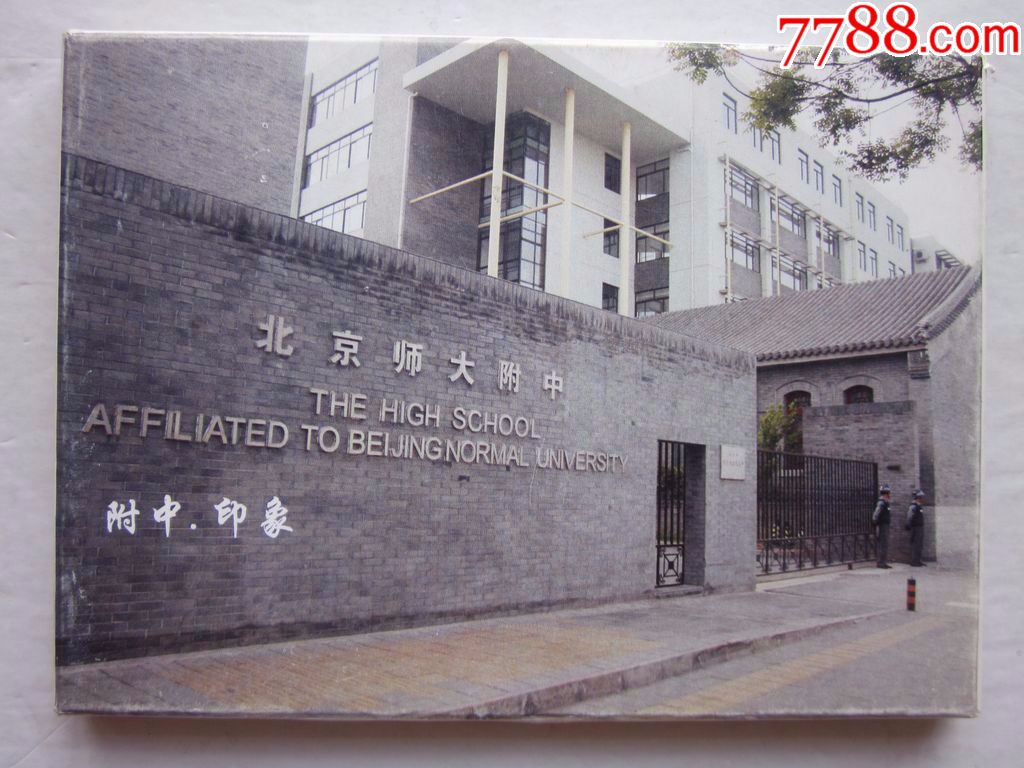 7788.com
北京师大附中
THE HIGH SCHOOL
AFFILIATED TO BEIJING NORMAL UNIVERSITY
附中.印象